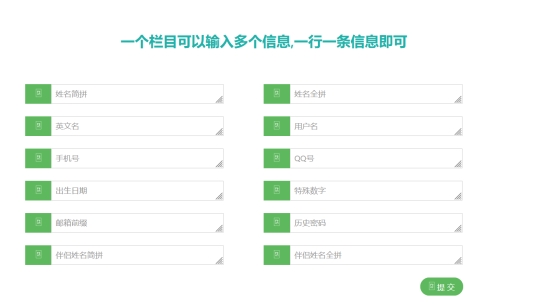 一个栏目可以输入多个信息,一行一条信息即可
姓名简拼
姓名全拼
英文名
用户名
手机号
QQ号
出生日期
特殊数字
邮箱前缀
历史密码
伴侣姓名简拼
伴侣姓名全拼
提 交